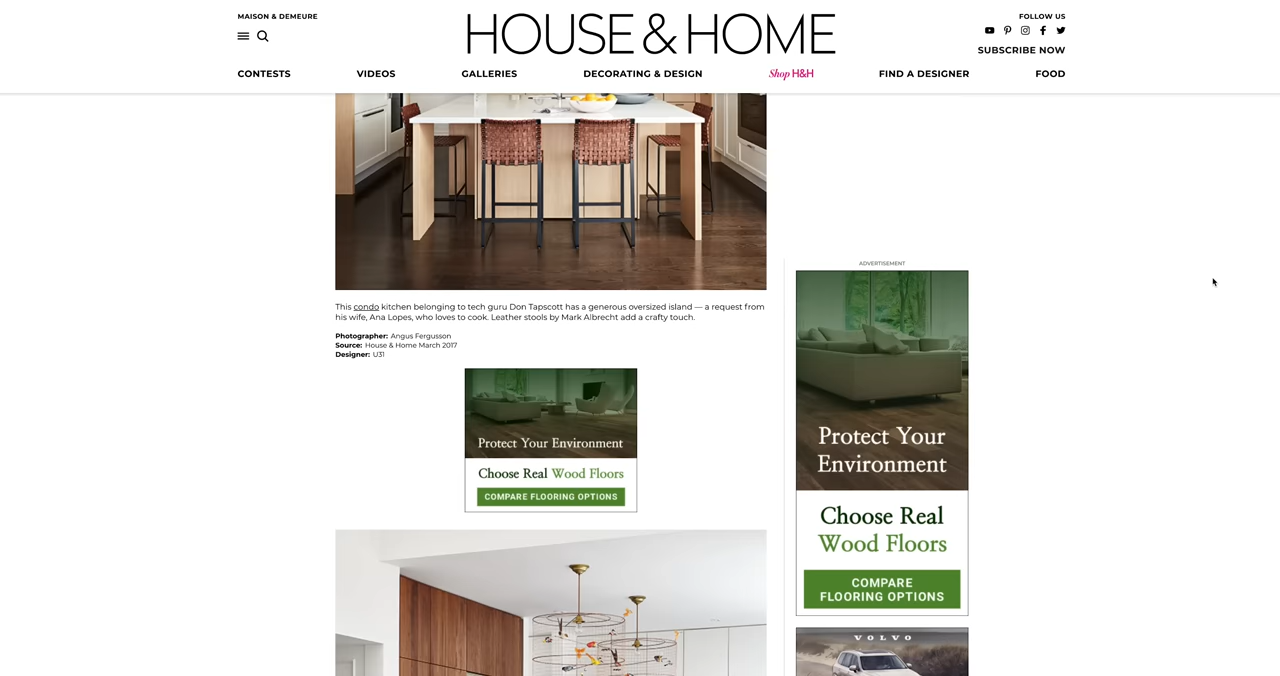 MAISON & DEMEURE
HOUSE & HOME
FOLLOW US
SUBSCRIBE NOW
CONTESTS
VIDEOS
GALLERIES
DECORATING & DESIGN
Shop H&H
FIND A DESIGNER
FOOD
This condo kitchen belonging to tech guru Don Tapscott has a generous oversized island — a request from
his wife, Ana Lopes, who loves to cook. Leather stools by Mark Albrecht add a crafty touch.
Photographer: Angus Fergusson
Source: House & Home March 2017
Designer: U31
Protect Your Environment
Choose Real Wood Floors
COMPARE FLOORING OPTIONS
ADVERTISEMENT
Protect Your
Environment
Choose Real
Wood Floors
COMPARE
FLOORING OPTIONS
VOLVO